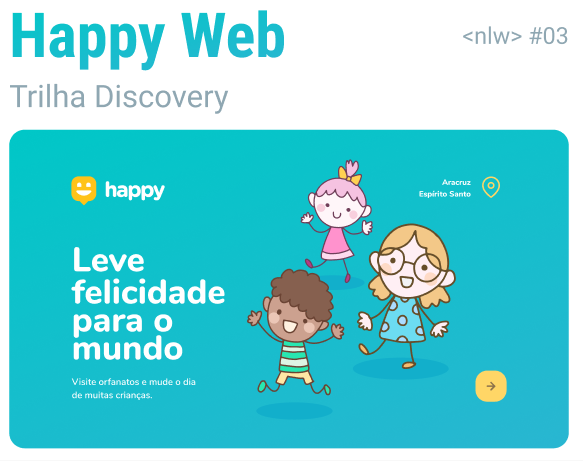 Happy Web
<nlw> #03
Trilha Discovery
happy
Aracruz
Espírito Santo
Leve
felicidade
para o
mundo
Visite orfanatos e mude o dia
de muitas crianças.